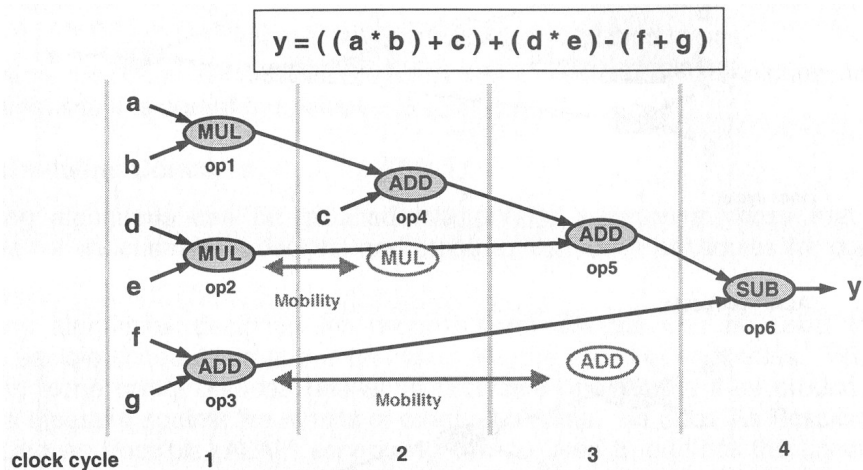 y = ( ( a * b ) + c ) + ( d * e ) - ( f + g )
a
MUL
b
op1
ADD
c
op4
d
ADD
MUL
MUL
op5
e
op2
SUB
y
Mobility
op6
f
ADD
ADD
g
op3
Mobility
clock cycle 1 2 3 4